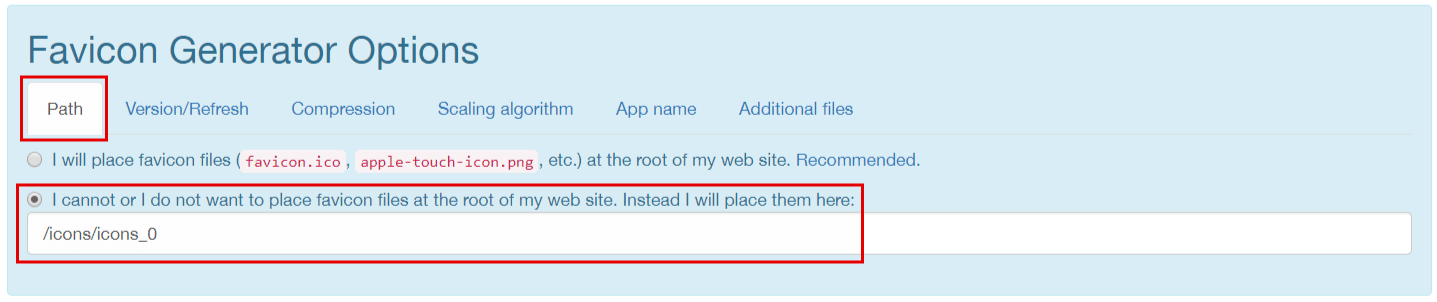 Favicon Generator Options
Path Version/Refresh Compression Scaling algorithm App name Additional files
I will place favicon files (favicon.ico, apple-touch-icon.png, etc.) at the root of my web site. Recommended.
I cannot or I do not want to place favicon files at the root of my web site. Instead I will place them here:
/icons/icons_0